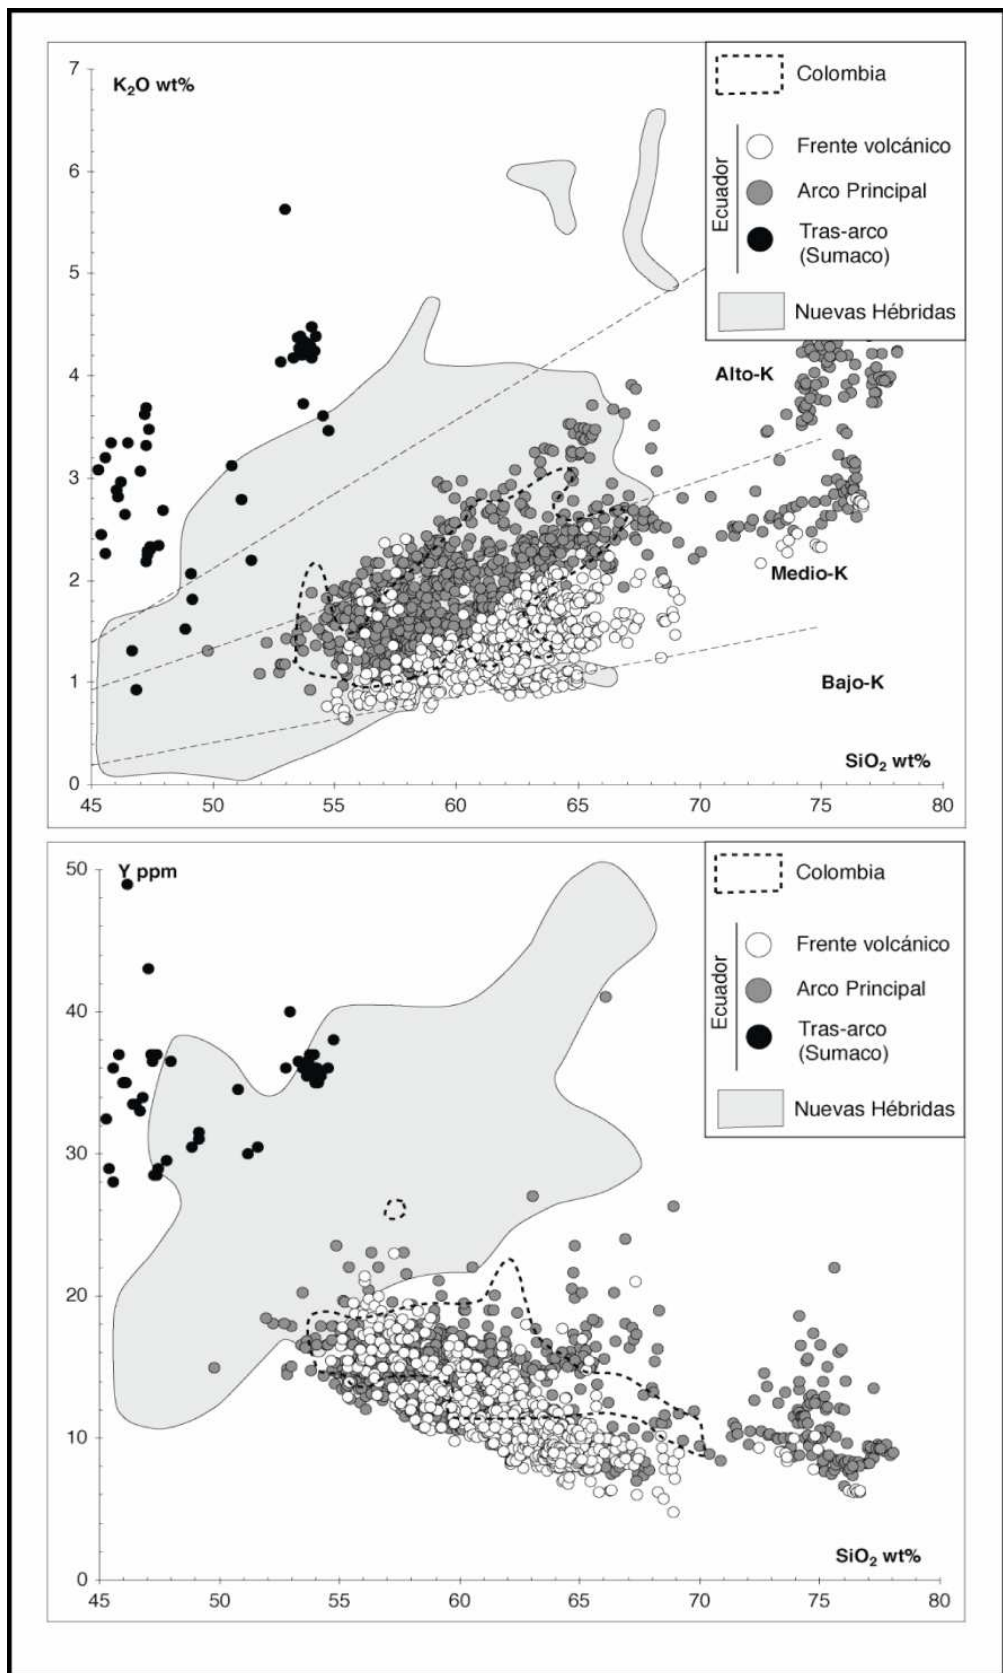 7
K2O wt%
6
5
4
3
2
1
0
45
50
55
60
65
70
75
80
SiO2 wt%
Alto-K
Medio-K
Bajo-K
Colombia
Ecuador
Frente volcánico
Arco Principal
Tras-arco
(Sumaco)
Nuevas Hébridas
50
Y ppm
40
30
20
10
0
45
50
55
60
65
70
75
80
SiO2 wt%
Colombia
Ecuador
Frente volcánico
Arco Principal
Tras-arco
(Sumaco)
Nuevas Hébridas